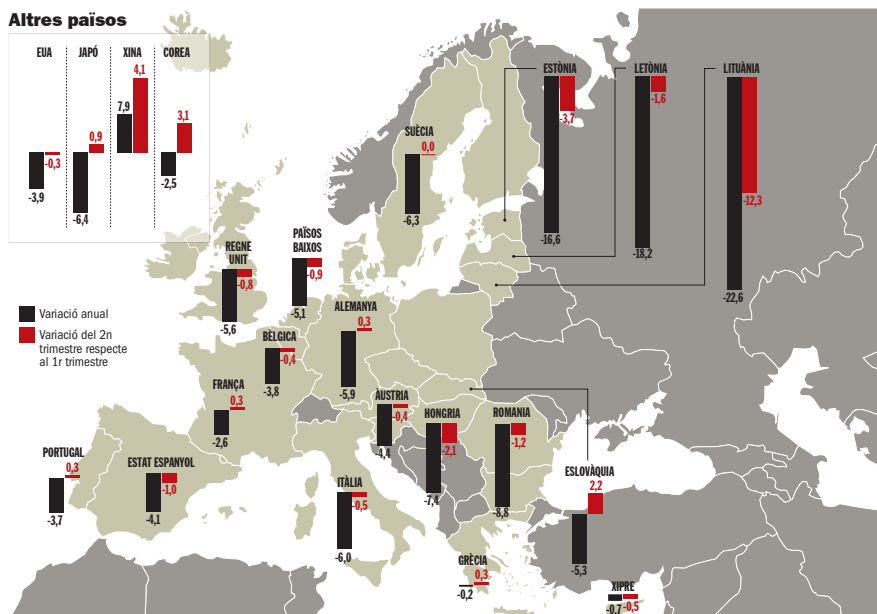 Altres països
EUA
JAPÓ
XINA
COREA
4,1
7,9
3,1
0,9
-0,3
-2,5
-3,9
-6,4
ESTÒNIA
LETÒNIA
LITUÀNIA
-3,7
-1,6
-12,3
-16,6
-18,2
-22,6
SUÈCIA
0,0
-6,3
REGNE
UNIT
-0,8
-5,6
PAÏSOS
BAIXOS
-0,9
-5,1
Variació anual
Variació del 2n
trimestre respecte
al 1r trimestre
ALEMANYA
0,3
-5,9
BÈLGICA
-0,4
-3,8
FRANÇA
0,3
-2,6
ÀUSTRIA
-0,4
-4,4
HONGRIA
-2,1
-7,4
ROMANIA
-1,2
-8,8
ESLOVÀQUIA
2,2
-5,3
PORTUGAL
0,3
-3,7
ESTAT ESPANYOL
-1,0
-4,1
ITÀLIA
-0,5
-6,0
GRÈCIA
0,3
-0,2
XIPRE
-0,7
-0,5